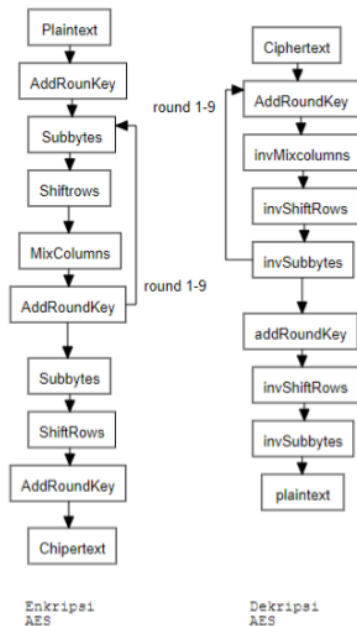 Plaintext
AddRounKey
Subbytes
Shiftrows
MixColumns
AddRoundKey
round 1-9
Subbytes
ShiftRows
AddRoundKey
Chipertext
Enkripsi
AES
Ciphertext
round 1-9
AddRoundKey
invMixcolumns
invShiftRows
invSubbytes
addRoundKey
invShiftRows
invSubbytes
plaintext
Dekripsi
AES